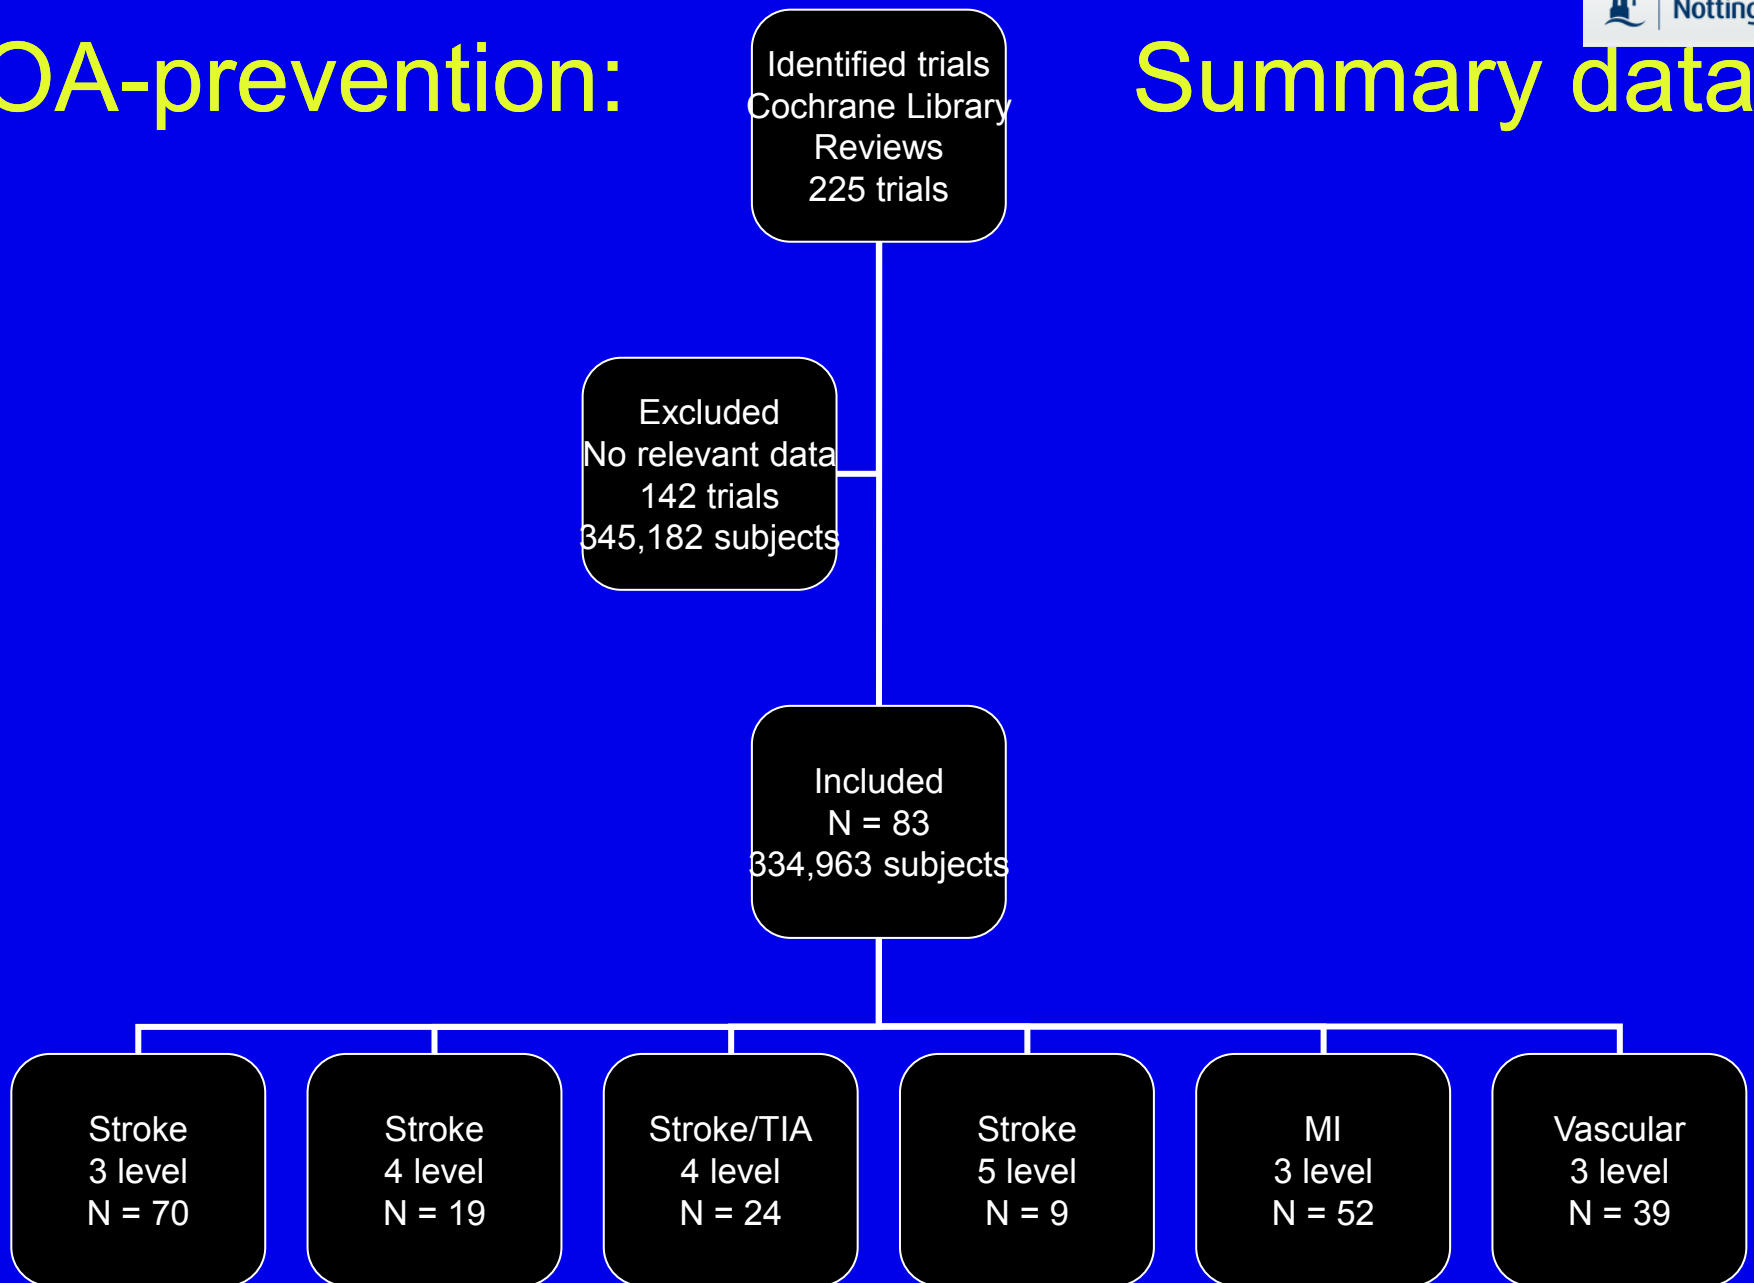 OA-prevention:
Summary data
Identified trials
Cochrane Library
Reviews
225 trials
Excluded
No relevant data
142 trials
345,182 subjects
Included
N = 83
334,963 subjects
Stroke
3 level
N = 70
Stroke
4 level
N = 19
Stroke/TIA
4 level
N = 24
Stroke
5 level
N = 9
MI
3 level
N = 52
Vascular
3 level
N = 39